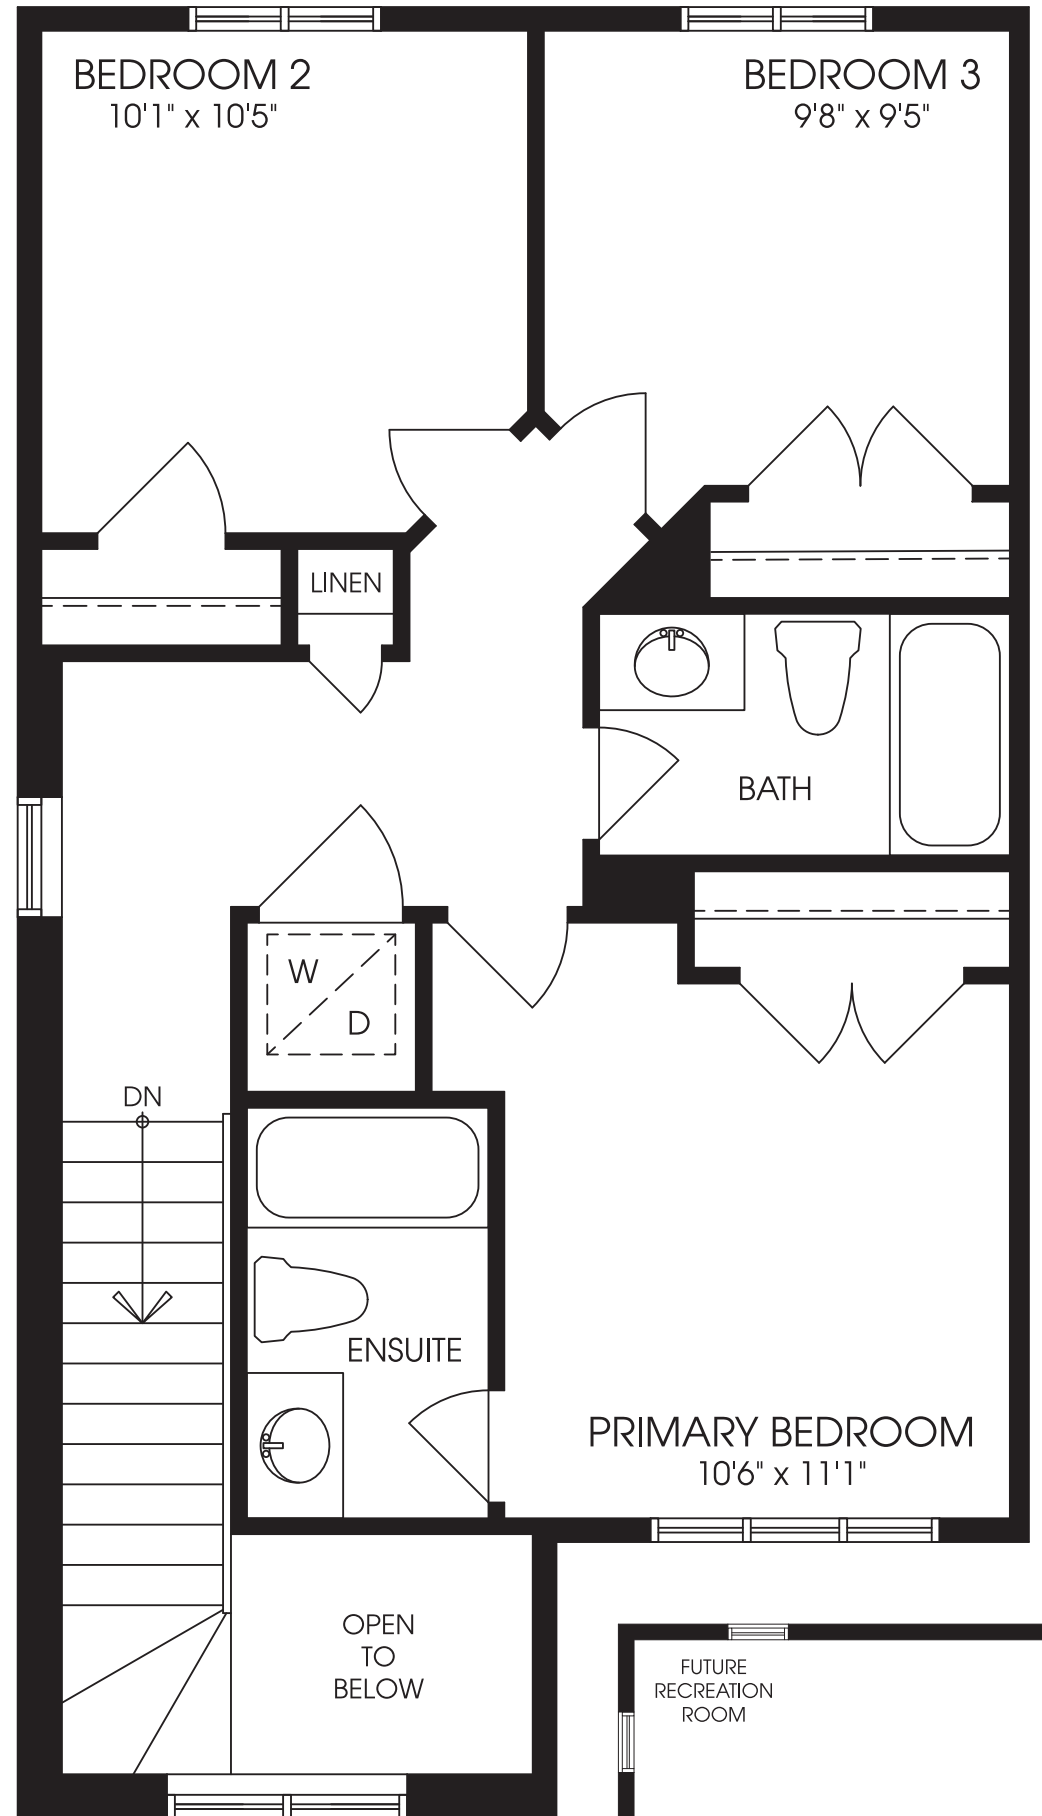 BEDROOM 2
10'1" x 10'5"
BEDROOM 3
9'8" x 9'5"
LINEN
BATH
W
D
DN
ENSUITE
PRIMARY BEDROOM
10'6" x 11'1"
OPEN
TO
BELOW
FUTURE
RECREATION
ROOM